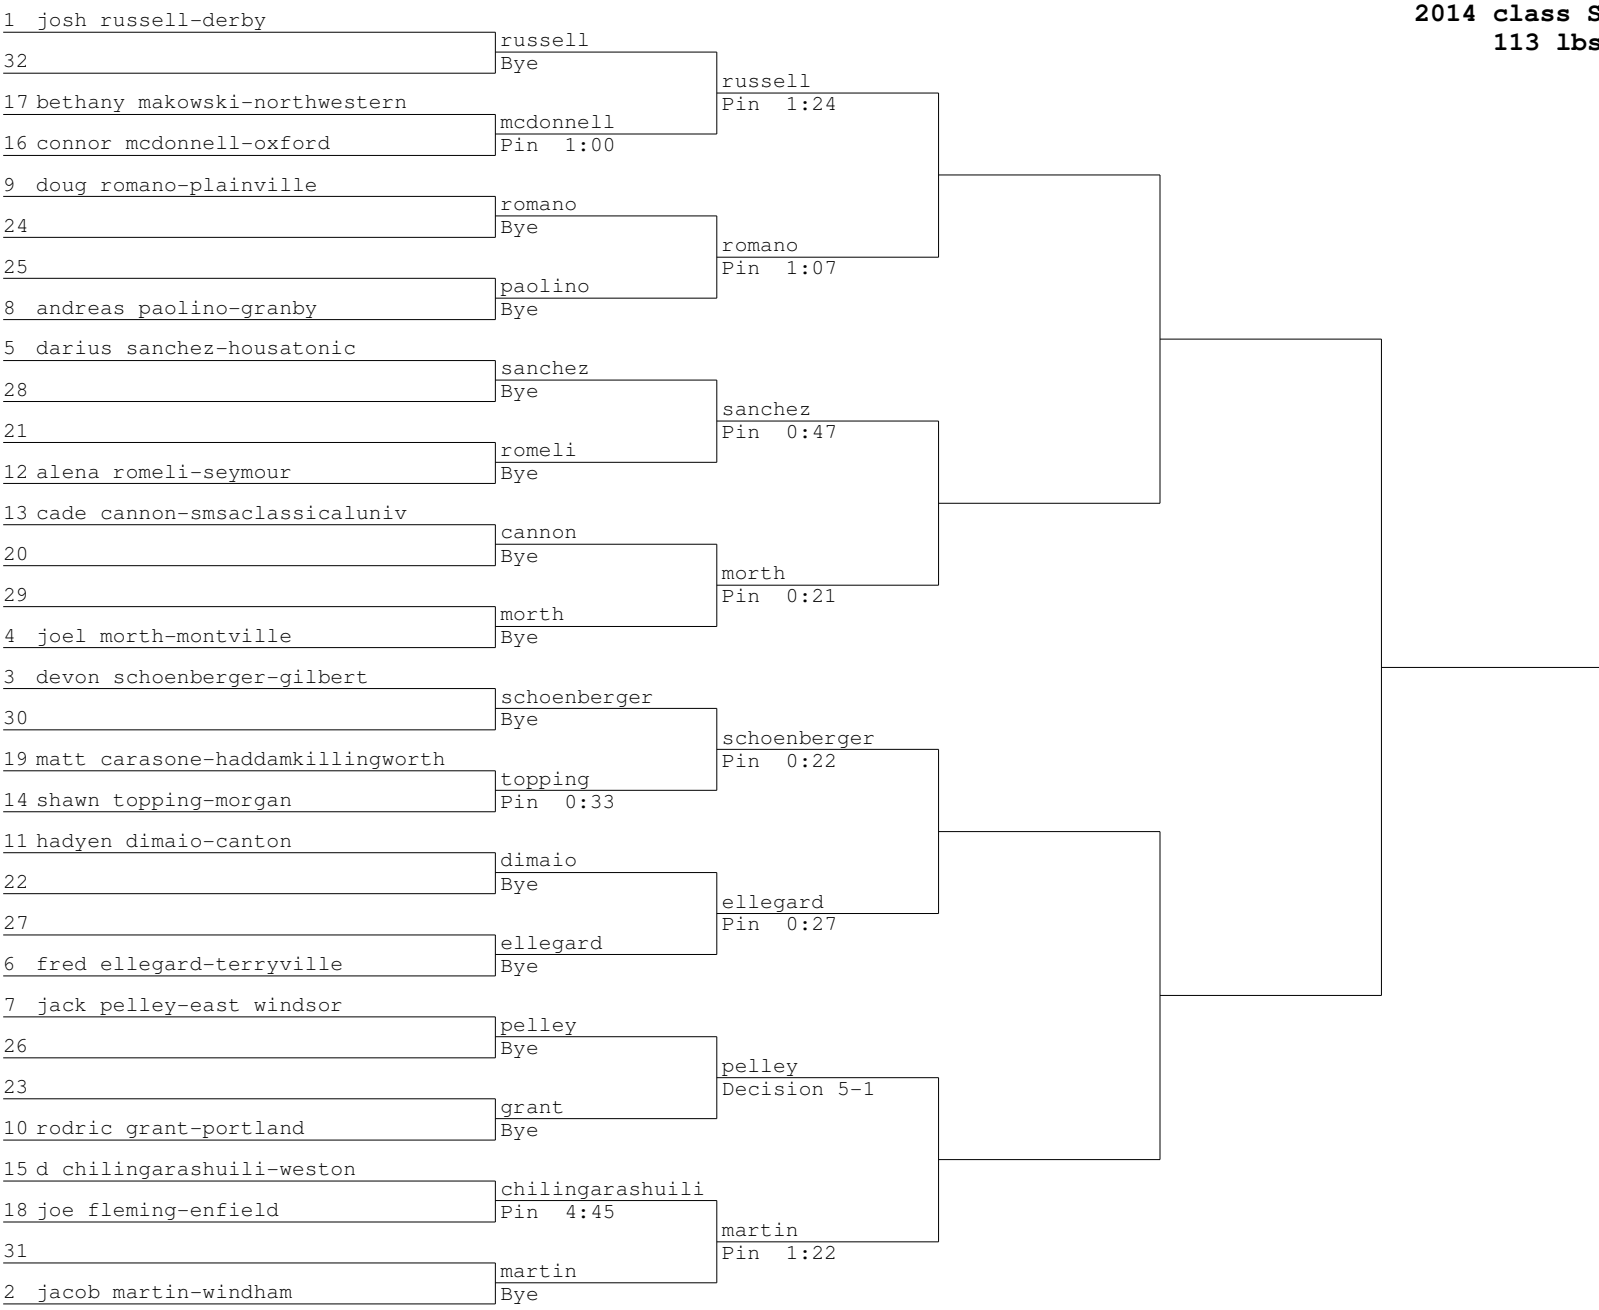 2014 class S
113 lbs
1 josh russell-derby
russell
32
Bye
russell
17 bethany makowski-northwestern
Pin 1:24
mcdonnell
16 connor mcdonnell-oxford
Pin 1:00
9 doug romano-plainville
romano
24
Bye
romano
25
Pin 1:07
paolino
8 andreas paolino-granby
Bye
5 darius sanchez-housatonic
sanchez
28
Bye
sanchez
21
Pin 0:47
romeli
12 alena romeli-seymour
Bye
13 cade cannon-smsaclassicaluniv
cannon
20
Bye
morth
29
Pin 0:21
morth
4 joel morth-montville
Bye
3 devon schoenberger-gilbert
schoenberger
30
Bye
schoenberger
19 matt carasone-haddamkillingworth
Pin 0:22
topping
14 shawn topping-morgan
Pin 0:33
11 hadyen dimaio-canton
dimaio
22
Bye
ellegard
27
Pin 0:27
ellegard
6 fred ellegard-terryville
Bye
7 jack pelley-east windsor
pelley
26
Bye
pelley
23
Decision 5-1
grant
10 rodric grant-portland
Bye
15 d chilingarashuili-weston
chilingarashuili
18 joe fleming-enfield
Pin 4:45
martin
31
Pin 1:22
martin
2 jacob martin-windham
Bye